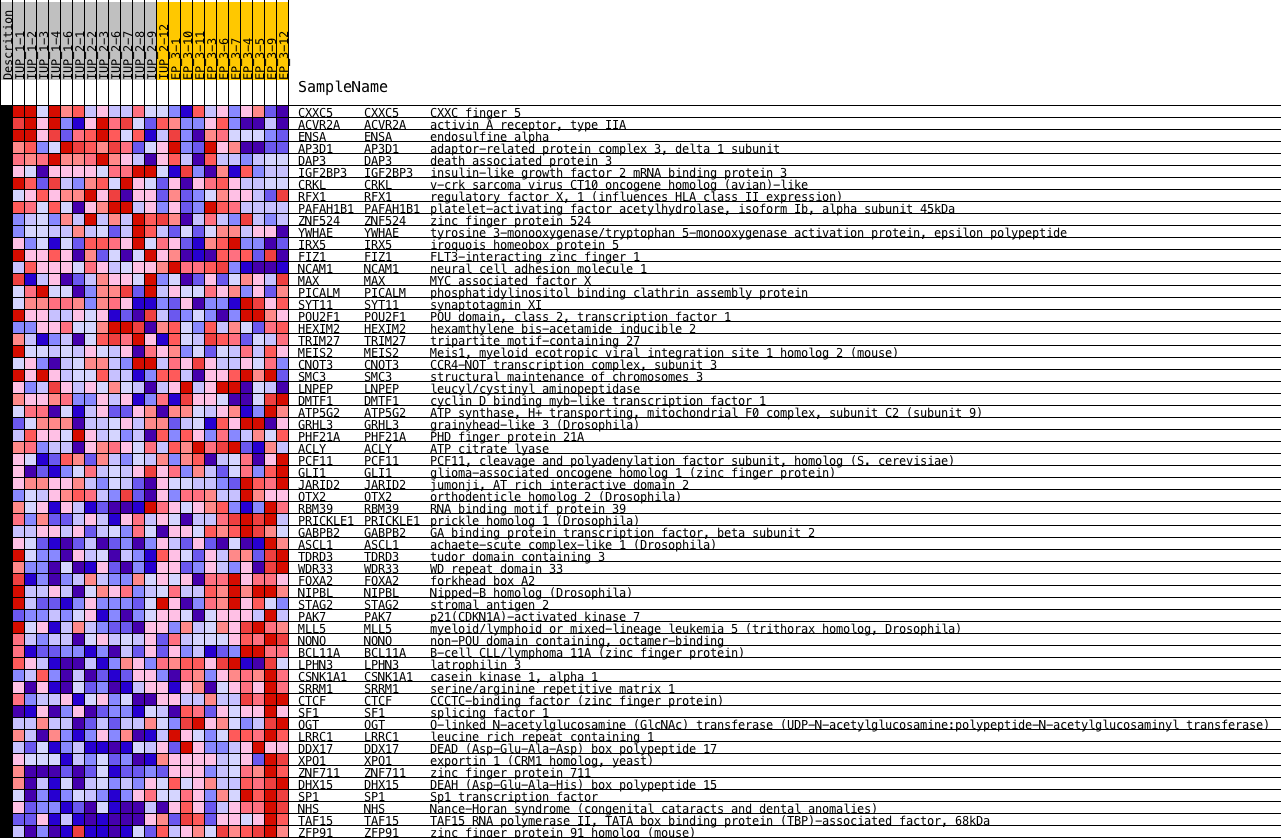 Descrition
IUP_1-1
IUP_1-2
IUP_1-3
IUP_1-4
IUP_1-6
IUP_2-1
IUP_2-2
IUP_2-3
IUP_2-6
IUP_2-7
IUP_2-8
IUP_2-9
IUP_2-12
EP_3-1
EP_3-10
EP_3-11
EP_3-3
EP_3-6
EP_3-7
EP_3-4
EP_3-5
EP_3-9
EP_3-12
SampleName
CXXC5 CXXC5 CXXC finger 5
ACVR2A ACVR2A activin A receptor, type IIA
ENSA ENSA endosulfine alpha
AP3D1 AP3D1 adaptor-related protein complex 3, delta 1 subunit
DAP3 DAP3 death associated protein 3
IGF2BP3 IGF2BP3 insulin-like growth factor 2 mRNA binding protein 3
CRKL CRKL v-crk sarcoma virus CT10 oncogene homolog (avian)-like
RFX1 RFX1 regulatory factor X, 1 (influences HLA class II expression)
PAFAH1B1 PAFAH1B1 platelet-activating factor acetylhydrolase, isoform Ib, alpha subunit 45kDa
ZNF524 ZNF524 zinc finger protein 524
YWHAE YWHAE tyrosine 3-monooxygenase/tryptophan 5-monooxygenase activation protein, epsilon polypeptide
IRX5 IRX5 iroquois homeobox protein 5
FIZ1 FIZ1 FLT3-interacting zinc finger 1
NCAM1 NCAM1 neural cell adhesion molecule 1
MAX MAX MYC associated factor X
PICALM PICALM phosphatidylinositol binding clathrin assembly protein
SYT11 SYT11 synaptotagmin XI
POU2F1 POU2F1 POU domain, class 2, transcription factor 1
HEXIM2 HEXIM2 hexamthylene bis-acetamide inducible 2
TRIM27 TRIM27 tripartite motif-containing 27
MEIS2 MEIS2 Meis1, myeloid ecotropic viral integration site 1 homolog 2 (mouse)
CNOT3 CNOT3 CCR4-NOT transcription complex, subunit 3
SMC3 SMC3 structural maintenance of chromosomes 3
LNPEP LNPEP leucyl/cystinyl aminopeptidase
DMTF1 DMTF1 cyclin D binding myb-like transcription factor 1
ATP5G2 ATP5G2 ATP synthase, H+ transporting, mitochondrial F0 complex, subunit C2 (subunit 9)
GRHL3 GRHL3 grainyhead-like 3 (Drosophila)
PHF21A PHF21A PHD finger protein 21A
ACLY ACLY ATP citrate lyase
PCF11 PCF11 PCF11, cleavage and polyadenylation factor subunit, homolog (S. cerevisiae)
GLI1 GLI1 glioma-associated oncogene homolog 1 (zinc finger protein)
JARID2 JARID2 jumonji, AT rich interactive domain 2
OTX2 OTX2 orthodenticle homolog 2 (Drosophila)
RBM39 RBM39 RNA binding motif protein 39
PRICKLE1 PRICKLE1 prickle homolog 1 (Drosophila)
GABPB2 GABPB2 GA binding protein transcription factor, beta subunit 2
ASCL1 ASCL1 achaete-scute complex-like 1 (Drosophila)
TDRD3 TDRD3 tudor domain containing 3
WDR33 WDR33 WD repeat domain 33
FOXA2 FOXA2 forkhead box A2
NIPBL NIPBL Nipped-B homolog (Drosophila)
STAG2 STAG2 stromal antigen 2
PAK7 PAK7 p21(CDKN1A)-activated kinase 7
MLL5 MLL5 myeloid/lymphoid or mixed-lineage leukemia 5 (trithorax homolog, Drosophila)
NONO NONO non-POU domain containing, octamer-binding
BCL11A BCL11A B-cell CLL/lymphoma 11A (zinc finger protein)
LPHN3 LPHN3 latrophilin 3
CSNK1A1 CSNK1A1 casein kinase 1, alpha 1
SRRM1 SRRM1 serine/arginine repetitive matrix 1
CTCF CTCF CCCTC-binding factor (zinc finger protein)
SF1 SF1 splicing factor 1
OGT OGT O-linked N-acetylglucosamine (GlcNAc) transferase (UDP-N-acetylglucosamine:polypeptide-N-acetylglucosaminyl transferase)
LRRC1 LRRC1 leucine rich repeat containing 1
DDX17 DDX17 DEAD (Asp-Glu-Ala-Asp) box polypeptide 17
XPO1 XPO1 exportin 1 (CRM1 homolog, yeast)
ZNF711 ZNF711 zinc finger protein 711
DHX15 DHX15 DEAH (Asp-Glu-Ala-His) box polypeptide 15
SP1 SP1 Sp1 transcription factor
NHS NHS Nance-Horan syndrome (congenital cataracts and dental anomalies)
TAF15 TAF15 TAF15 RNA polymerase II, TATA box binding protein (TBP)-associated factor, 68kDa
ZFP91 ZFP91 zinc finger protein 91 homolog (mouse)